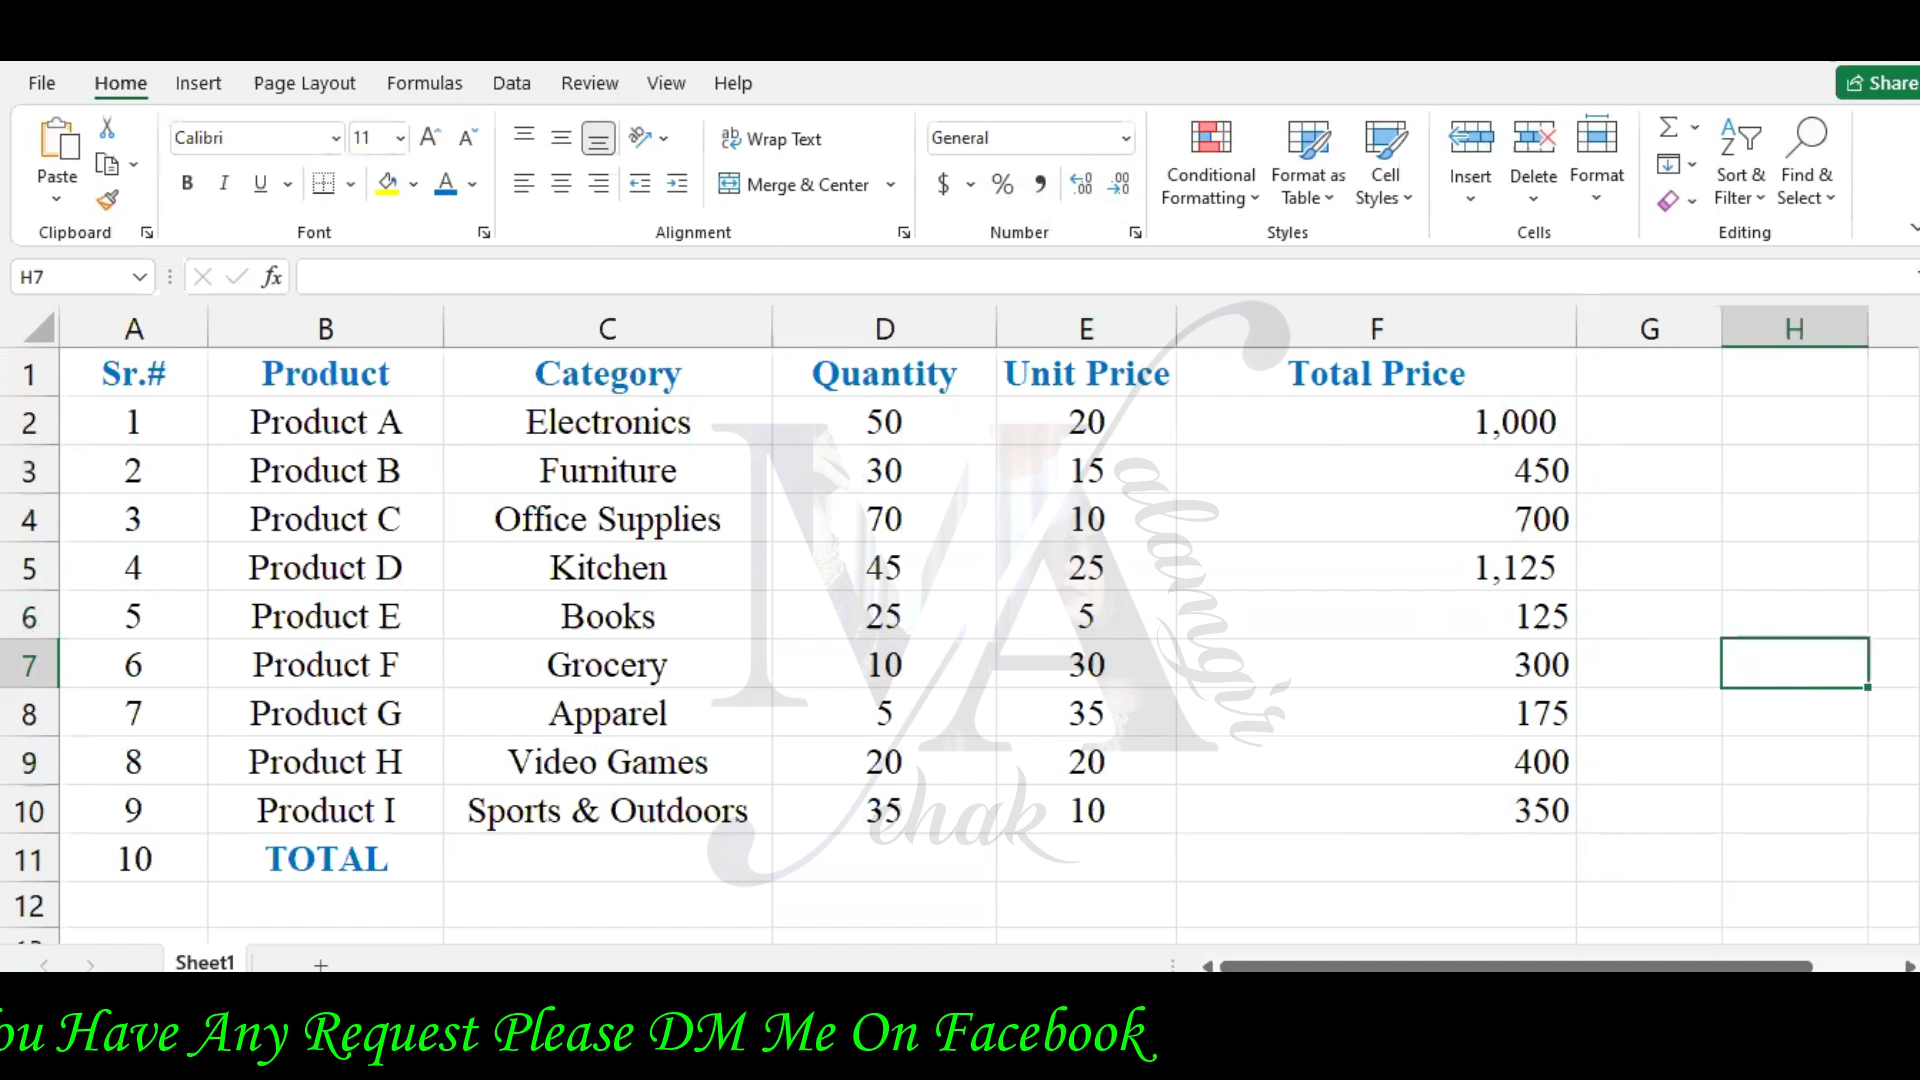 File Home Insert Page Layout Formulas Data Review View Help Share
Paste Calibri 11 Wrap Text General Conditional Formatting Format as Table Cell Styles Insert Delete Format Sort & Filter Find & Select
B I U Merge & Center $ % 
Clipboard Font Alignment Number Styles Cells Editing
H7 fx
A B C D E F G H
1 Sr.# Product Category Quantity Unit Price Total Price
2 1 Product A Electronics 50 20 1,000
3 2 Product B Furniture 30 15 450
4 3 Product C Office Supplies 70 10 700
5 4 Product D Kitchen 45 25 1,125
6 5 Product E Books 25 5 125
7 6 Product F Grocery 10 30 300
8 7 Product G Apparel 5 35 175
9 8 Product H Video Games 20 20 400
10 9 Product I Sports & Outdoors 35 10 350
11 10 TOTAL
12
MA
alamgir
ehak
Sheet1 +
ou Have Any Request Please DM Me On Facebook